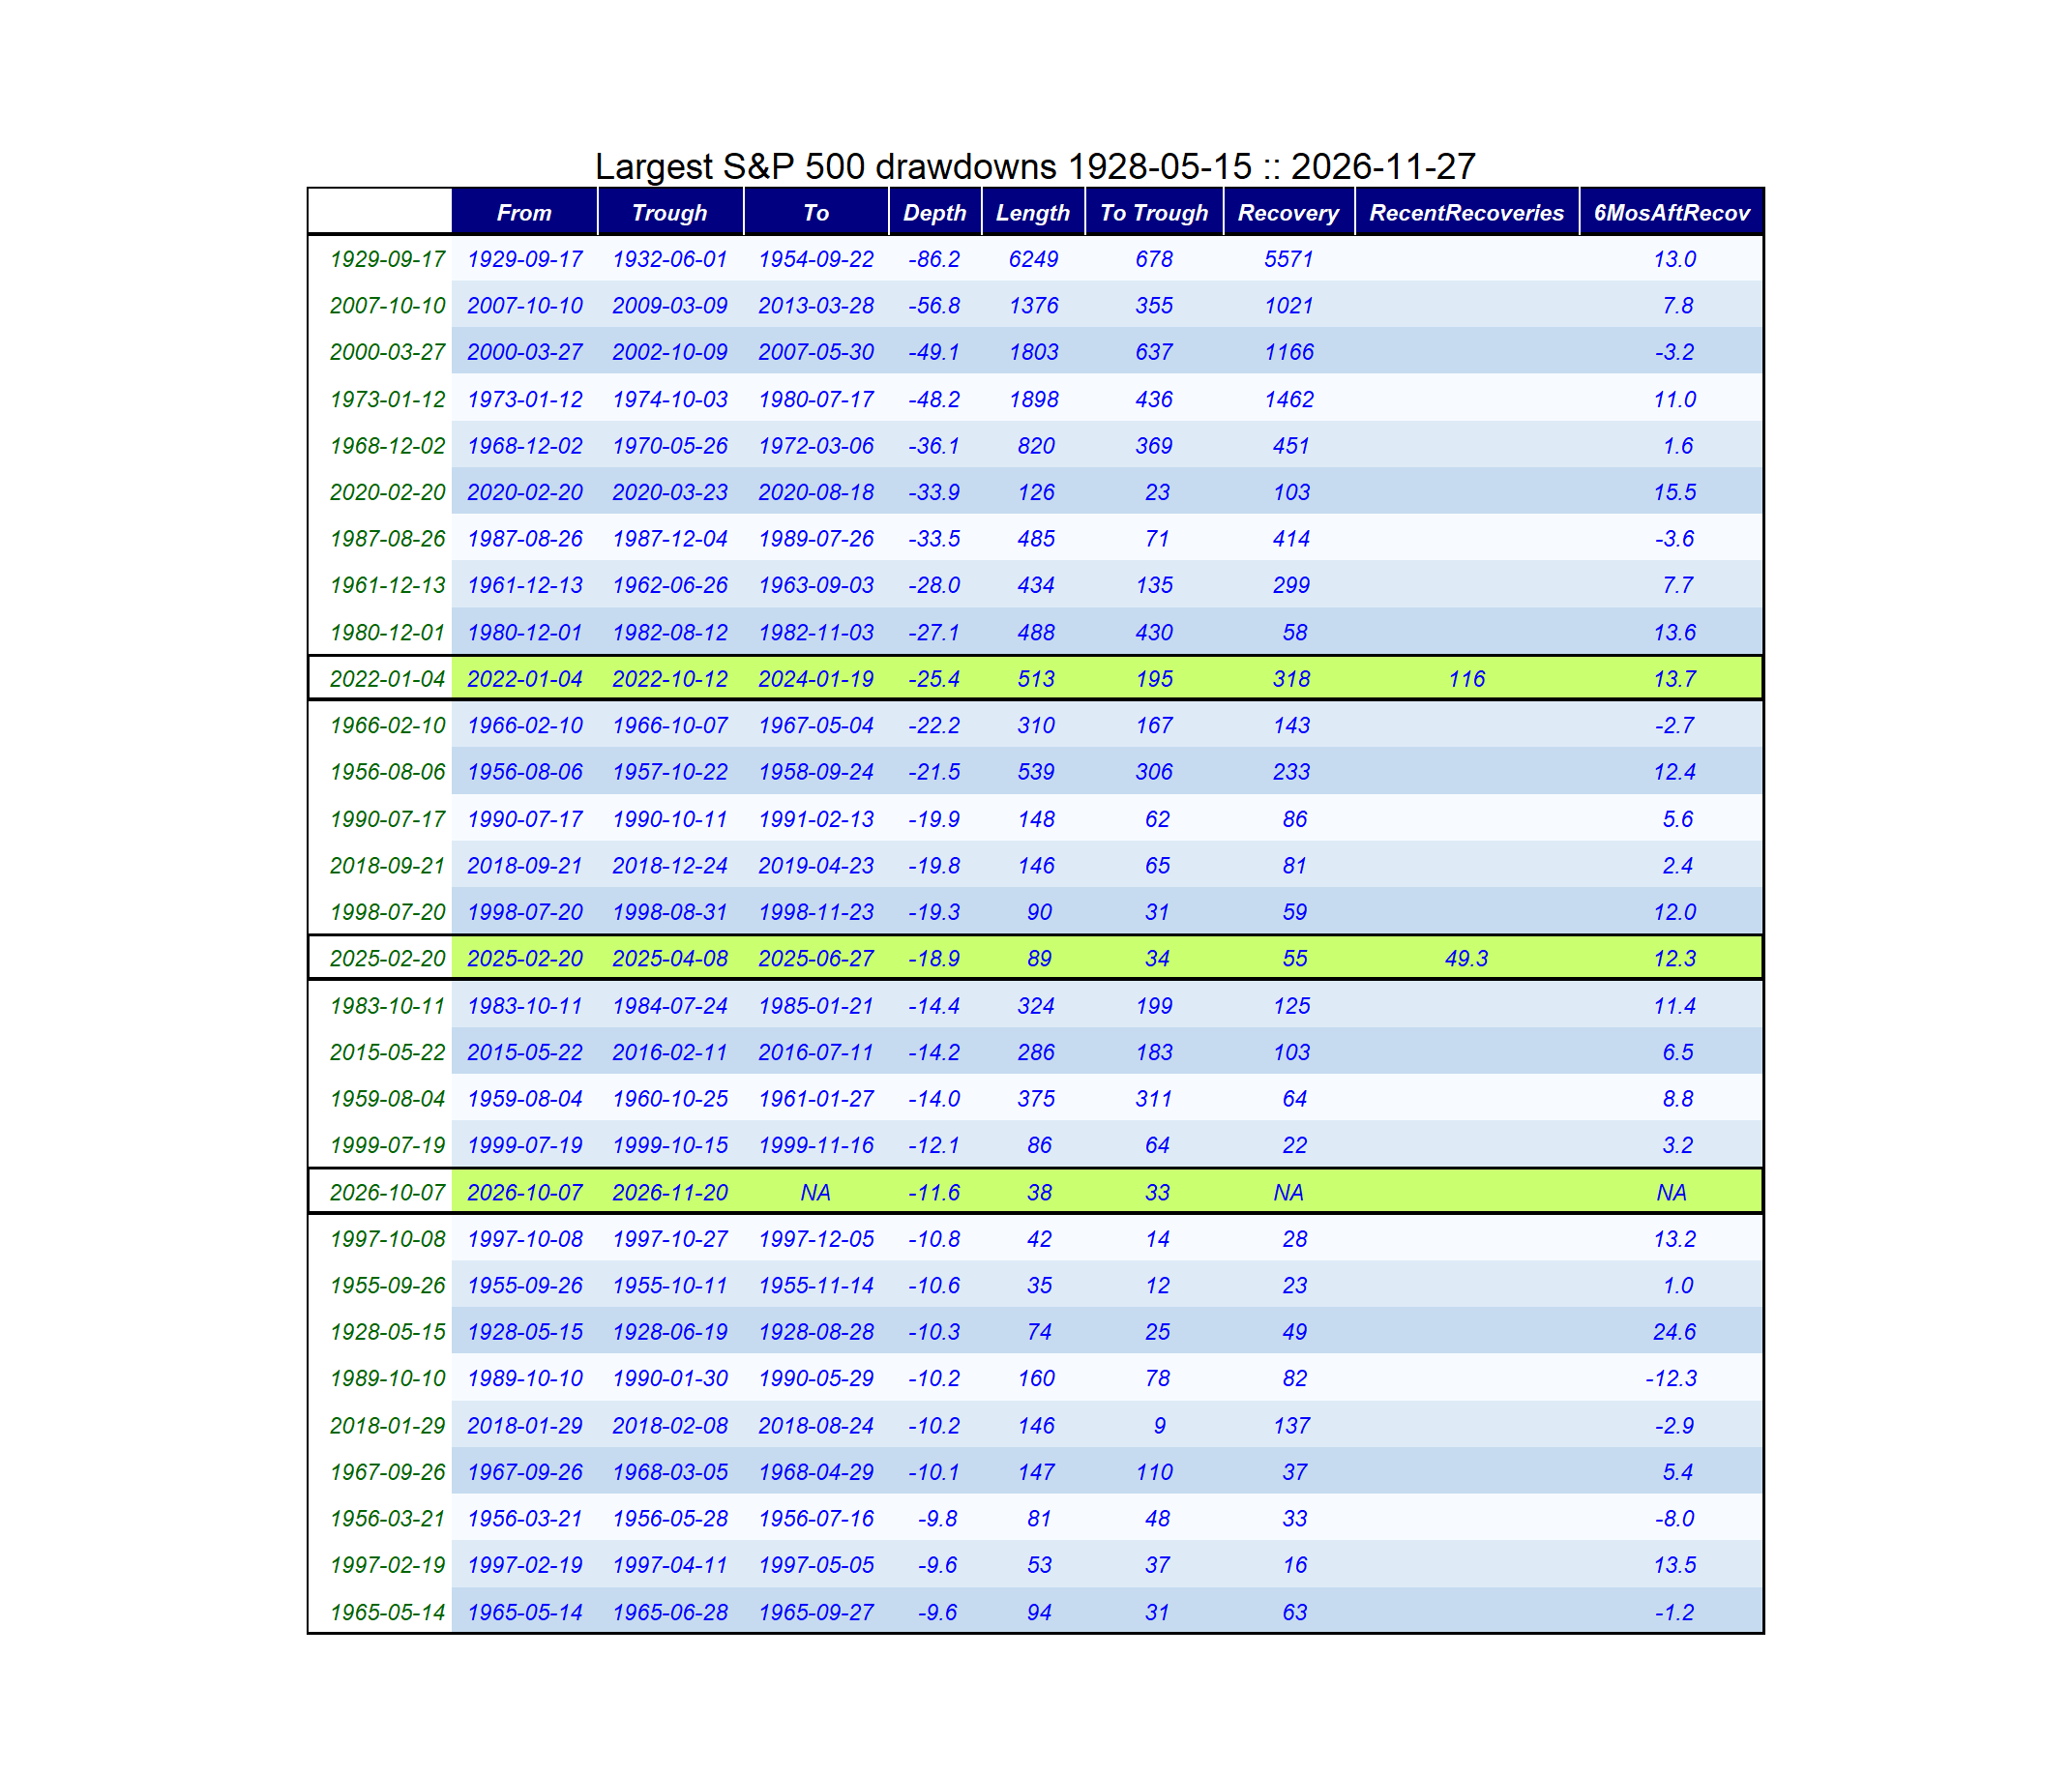 Largest S&P 500 drawdowns 1928-05-15 :: 2026-11-27
From Trough To Depth Length To Trough Recovery RecentRecoveries 6MosAftRecov
1929-09-17 1929-09-17 1932-06-01 1954-09-22 -86.2 6249 678 5571 13.0
2007-10-10 2007-10-10 2009-03-09 2013-03-28 -56.8 1376 355 1021 7.8
2000-03-27 2000-03-27 2002-10-09 2007-05-30 -49.1 1803 637 1166 -3.2
1973-01-12 1973-01-12 1974-10-03 1980-07-17 -48.2 1898 436 1462 11.0
1968-12-02 1968-12-02 1970-05-26 1972-03-06 -36.1 820 369 451 1.6
2020-02-20 2020-02-20 2020-03-23 2020-08-18 -33.9 126 23 103 15.5
1987-08-26 1987-08-26 1987-12-04 1989-07-26 -33.5 485 71 414 -3.6
1961-12-13 1961-12-13 1962-06-26 1963-09-03 -28.0 434 135 299 7.7
1980-12-01 1980-12-01 1982-08-12 1982-11-03 -27.1 488 430 58 13.6
2022-01-04 2022-01-04 2022-10-12 2024-01-19 -25.4 513 195 318 116 13.7
1966-02-10 1966-02-10 1966-10-07 1967-05-04 -22.2 310 167 143 -2.7
1956-08-06 1956-08-06 1957-10-22 1958-09-24 -21.5 539 306 233 12.4
1990-07-17 1990-07-17 1990-10-11 1991-02-13 -19.9 148 62 86 5.6
2018-09-21 2018-09-21 2018-12-24 2019-04-23 -19.8 146 65 81 2.4
1998-07-20 1998-07-20 1998-08-31 1998-11-23 -19.3 90 31 59 12.0
2025-02-20 2025-02-20 2025-04-08 2025-06-27 -18.9 89 34 55 49.3 12.3
1983-10-11 1983-10-11 1984-07-24 1985-01-21 -14.4 324 199 125 11.4
2015-05-22 2015-05-22 2016-02-11 2016-07-11 -14.2 286 183 103 6.5
1959-08-04 1959-08-04 1960-10-25 1961-01-27 -14.0 375 311 64 8.8
1999-07-19 1999-07-19 1999-10-15 1999-11-16 -12.1 86 64 22 3.2
2026-10-07 2026-10-07 2026-11-20 NA -11.6 38 33 NA NA
1997-10-08 1997-10-08 1997-10-27 1997-12-05 -10.8 42 14 28 13.2
1955-09-26 1955-09-26 1955-10-11 1955-11-14 -10.6 35 12 23 1.0
1928-05-15 1928-05-15 1928-06-19 1928-08-28 -10.3 74 25 49 24.6
1989-10-10 1989-10-10 1990-01-30 1990-05-29 -10.2 160 78 82 -12.3
2018-01-29 2018-01-29 2018-02-08 2018-08-24 -10.2 146 9 137 -2.9
1967-09-26 1967-09-26 1968-03-05 1968-04-29 -10.1 147 110 37 5.4
1956-03-21 1956-03-21 1956-05-28 1956-07-16 -9.8 81 48 33 -8.0
1997-02-19 1997-02-19 1997-04-11 1997-05-05 -9.6 53 37 16 13.5
1965-05-14 1965-05-14 1965-06-28 1965-09-27 -9.6 94 31 63 -1.2